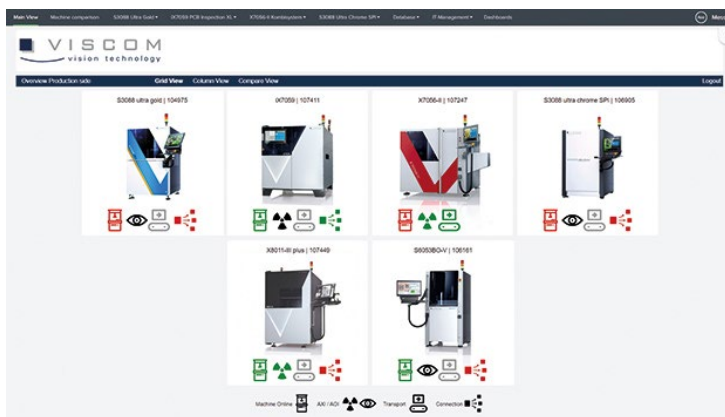 Main View Machine comparison S3088 Ultra Gold IX7059 PCB Inspection XL X7056-II Kombisystem S3088 Ultra Chrome SPI Database IT-Management Dashboards
VISCOM
vision technology
Overview Production side Grid View Column View Compare View Logout
S3088 ultra gold | 104975 iX7059 | 107411 X7056-II | 107247 S3088 ultra chrome SPI | 106905
X8011-III plus | 107449 S6053BO-V | 106161
Machine Online AXI / AOI Transport Connection